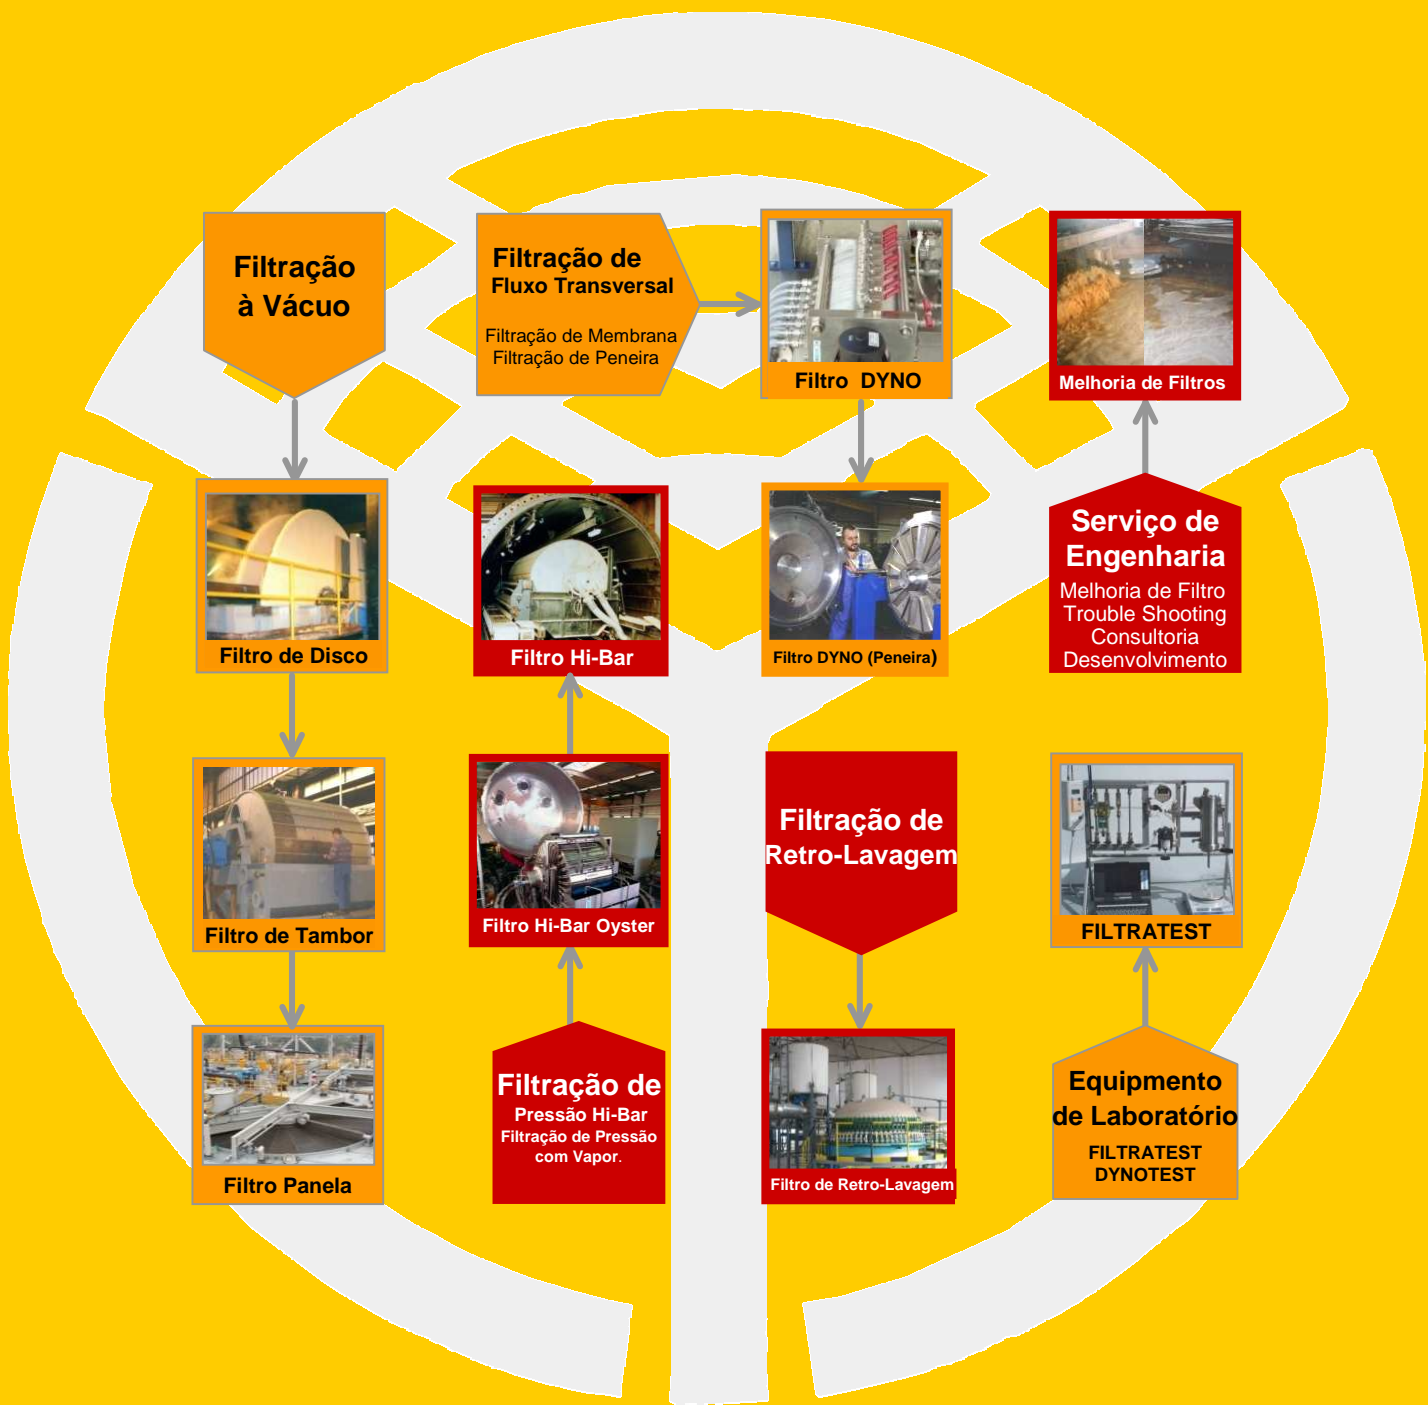 Filtração
à Vácuo
Filtro de Disco
Filtro de Tambor
Filtro Panela
Filtração de
Fluxo Transversal
Filtração de Membrana
Filtração de Peneira
Filtro DYNO
Filtro DYNO (Peneira)
Melhoria de Filtros
Serviço de
Engenharia
Melhoria de Filtro
Trouble Shooting
Consultoria
Desenvolvimento
Filtro Hi-Bar
Filtro Hi-Bar Oyster
Filtração de
Pressão Hi-Bar
Filtração de Pressão
com Vapor.
Filtração de
Retro-Lavagem
Filtro de Retro-Lavagem
FILTRATEST
Equipmento
de Laboratório
FILTRATEST
DYNOTEST